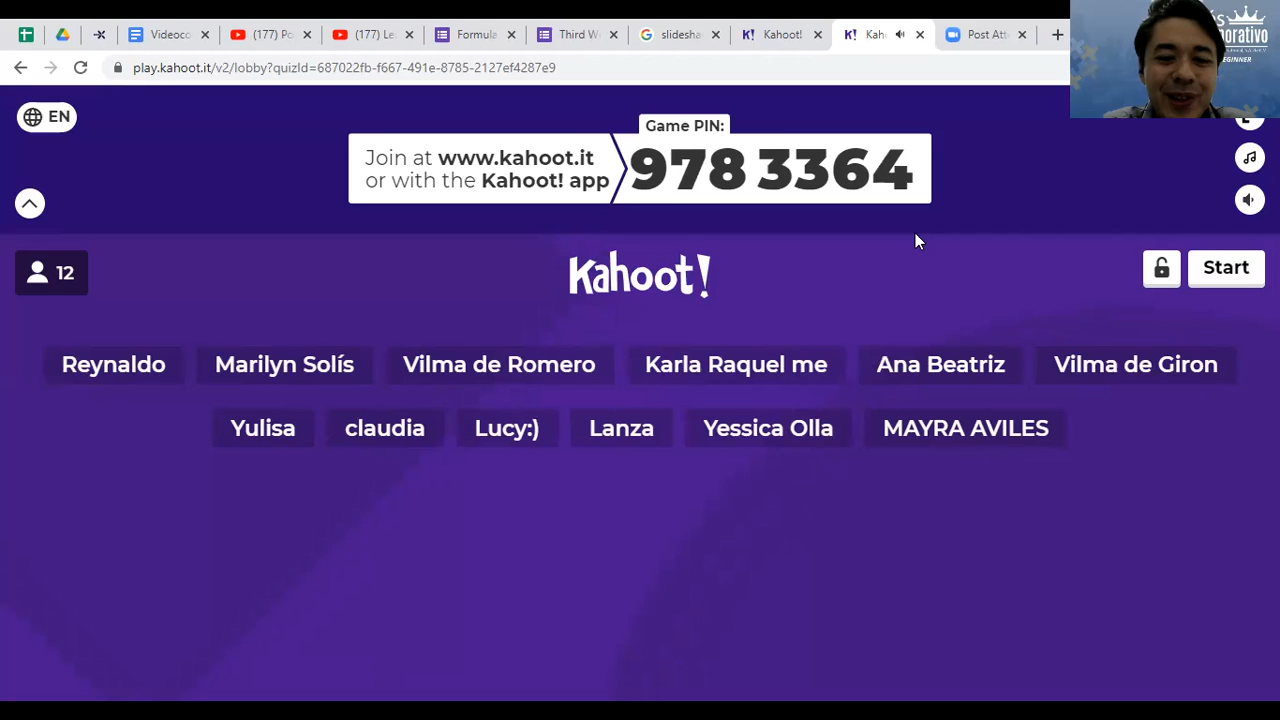 Videoco
(177) Po
(177) Le
Formula
Third W
slidesha
Kahoot!
Kah
Post Att
play.kahoot.it/v2/lobby?quizId=687022fb-f667-491e-8785-2127ef4282e9
BEGINNER
EN
Game PIN:
Join at www.kahoot.it
or with the Kahoot! app
978 3364
12
Kahoot!
Start
Reynaldo Marilyn Solís Vilma de Romero Karla Raquel me Ana Beatriz Vilma de Giron
Yulisa claudia Lucy:) Lanza Yessica Olla MAYRA AVILES